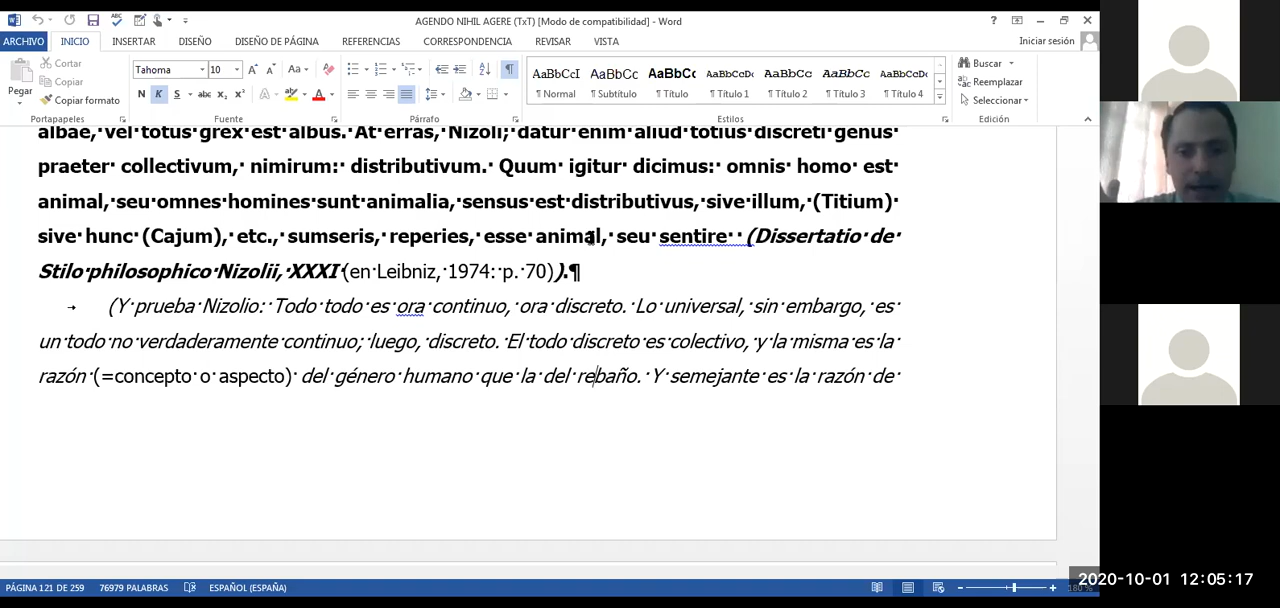 AGENDO NIHIL AGERE (TxT) [Modo de compatibilidad] - Word
ARCHIVO INICIO INSERTAR DISEÑO DISEÑO DE PÁGINA REFERENCIAS CORRESPONDENCIA REVISAR VISTA Iniciar sesión
Cortar
Copiar
Copiar formato
Pegar
Portapapeles
Tahoma 10
Aa
N K S abc x₂ x²
Fuente
Párrafo
AaBbCcI AaBbCc AaBbCc AaBbCcDc AaBbCc AaBbCc AaBbCcDc
¶ Normal ¶ Subtítulo ¶ Título ¶ Título 1 ¶ Título 2 ¶ Título 3 ¶ Título 4
Estilos
Buscar
Reemplazar
Seleccionar
Edición
albae, vel totus grex est albus. At erras, Nizoli; datur enim aliud totius discreti genus
praeter collectivum, nimirum: distributivum. Quum igitur dicimus: omnis homo est
animal, seu omnes homines sunt animalia, sensus est distributivus, sive illum, (Titium)
sive hunc (Cajum), etc., sumseris, reperies, esse animal, seu sentire (Dissertatio de
Stilo philosophico Nizolii, XXXI (en Leibniz, 1974: p. 70)).¶
(Y prueba Nizolio: Todo todo es ora continuo, ora discreto. Lo universal, sin embargo, es
un todo no verdaderamente continuo; luego, discreto. El todo discreto es colectivo, y la misma es la
razón (=concepto o aspecto) del género humano que la del rebaño. Y semejante es la razón de
PÁGINA 121 DE 259 76979 PALABRAS ESPAÑOL (ESPAÑA)
180 %
2020-10-01 12:05:17